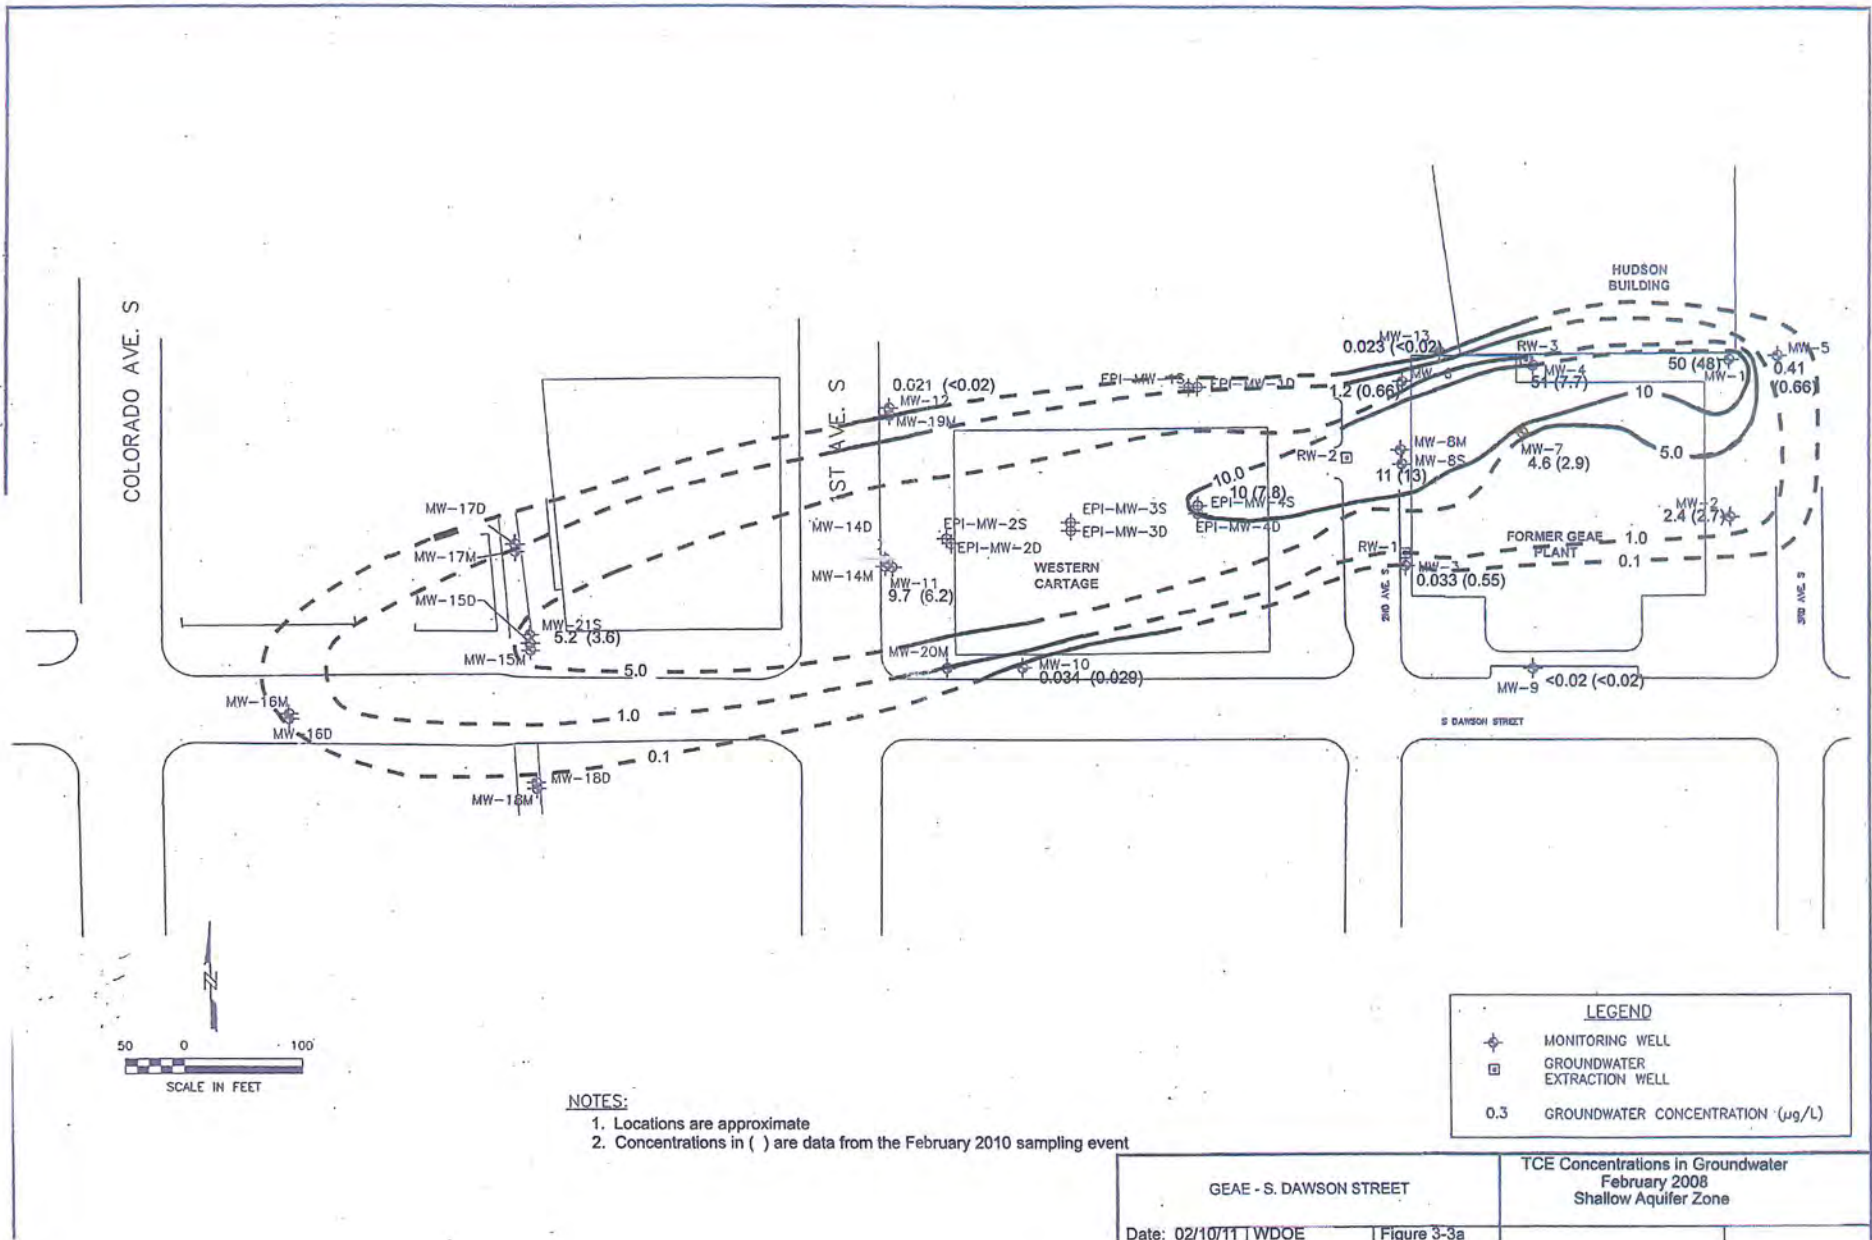 HUDSON
BUILDING
COLORADO AVE. S
1ST AVE. S
MW-13
0.023 (<0.02)
RW-3
MW-5
0.41
(0.66)
MW-4
51 (7.7)
50 (48)
MW-1
EPI-MW-1S
EPI-MW-1D
1.2 (0.66)
0.021 (<0.02)
MW-12
MW-19M
10
MW-8M
MW-8S
11 (13)
RW-2
MW-7
4.6 (2.9)
5.0
10.0
10 (7.8)
EPI-MW-4S
EPI-MW-4D
MW-2
2.4 (2.7)
MW-17D
MW-17M
MW-14D
EPI-MW-2S
EPI-MW-2D
EPI-MW-3S
EPI-MW-3D
FORMER GEAE
PLANT
1.0
0.1
RW-1
MW-3
0.033 (0.55)
WESTERN
CARTAGE
MW-14M
MW-11
9.7 (6.2)
2ND AVE. S
3RD AVE. S
MW-15D
MW-21S
5.2 (3.6)
MW-15M
5.0
MW-20M
MW-10
0.034 (0.029)
MW-9
<0.02 (<0.02)
MW-16M
MW-16D
1.0
S DAWSON STREET
0.1
MW-18D
MW-18M
N
50 0 100
SCALE IN FEET
LEGEND
MONITORING WELL
GROUNDWATER
EXTRACTION WELL
0.3 GROUNDWATER CONCENTRATION (µg/L)
NOTES:
1. Locations are approximate
2. Concentrations in ( ) are data from the February 2010 sampling event
GEAE - S. DAWSON STREET
TCE Concentrations in Groundwater
February 2008
Shallow Aquifer Zone
Date: 02/10/11 WDOE Figure 3-3a